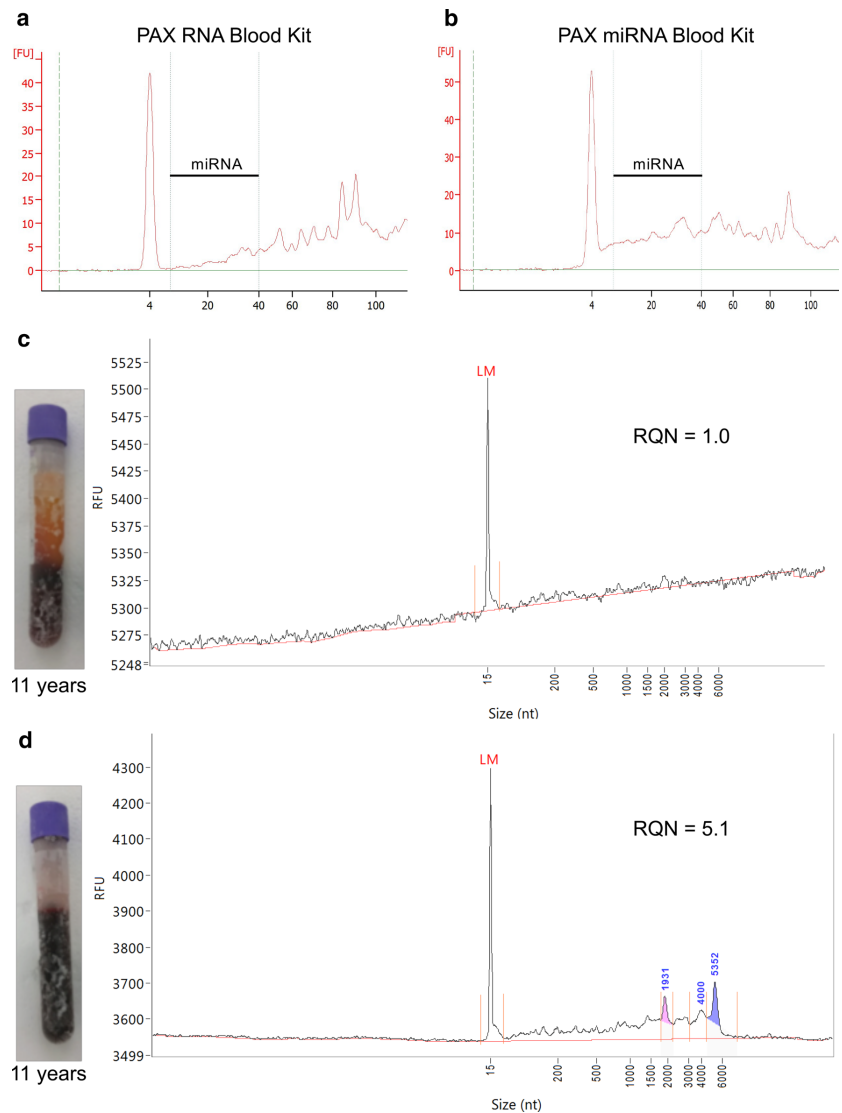 a
PAX RNA Blood Kit
[FU]
40
35
30
25
20
15
10
5
0
miRNA
4 20 40 60 80 100
b
PAX miRNA Blood Kit
[FU]
50
40
30
20
10
0
miRNA
4 20 40 60 80 100
c
11 years
RFU
5525
5500
5475
5450
5425
5400
5375
5350
5325
5300
5275
5248
LM
RQN = 1.0
15 200 500 1000 1500 2000 3000 4000 6000
Size (nt)
d
11 years
RFU
4300
4200
4100
4000
3900
3800
3700
3600
3499
LM
RQN = 5.1
1931
4000
5352
15 200 500 1000 1500 2000 3000 4000 6000
Size (nt)